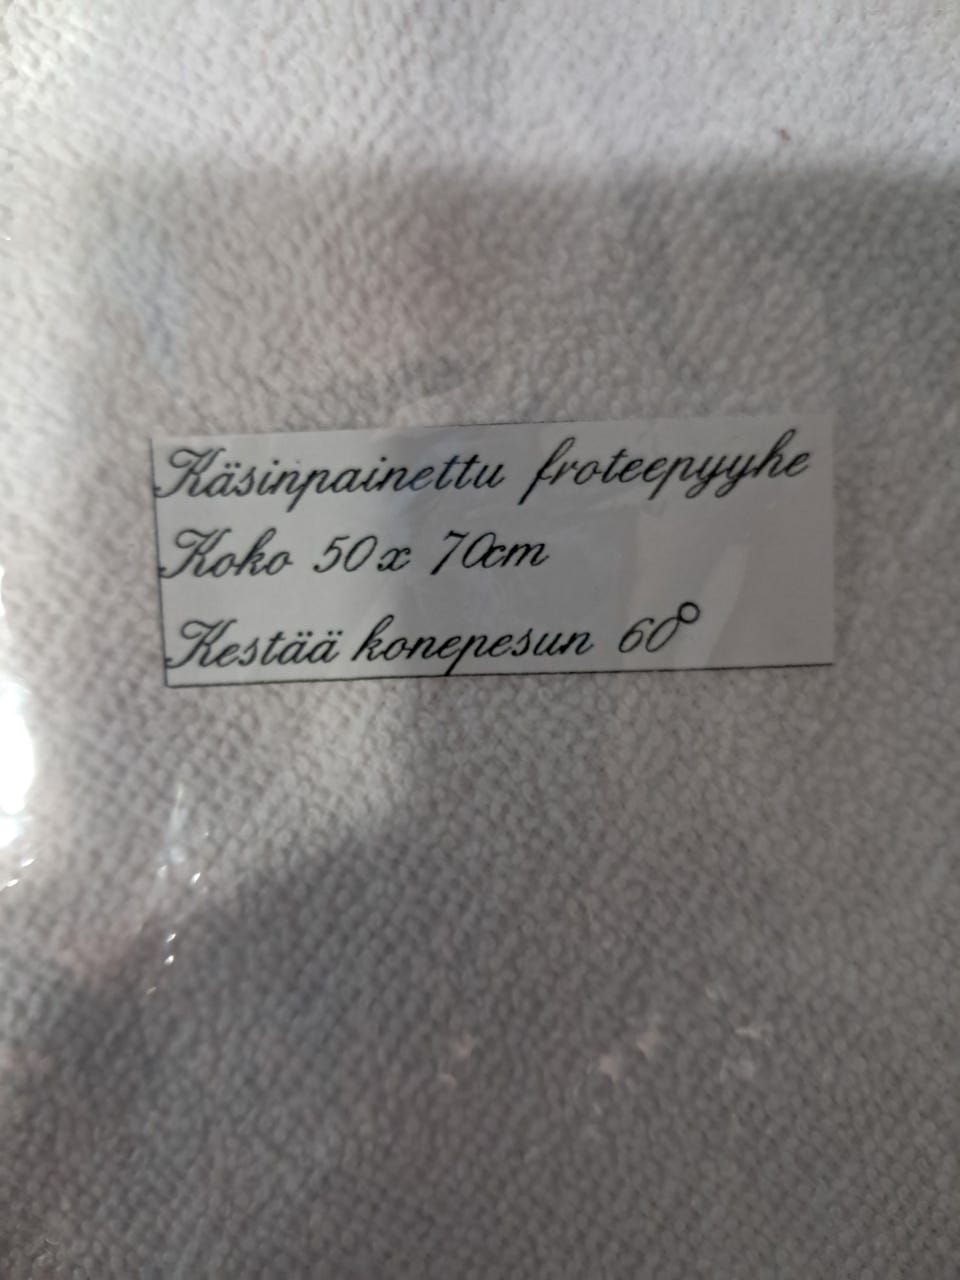 Käsinpainettu froteepyyhe
Koko 50x 70cm
Kestää konepesun 60°